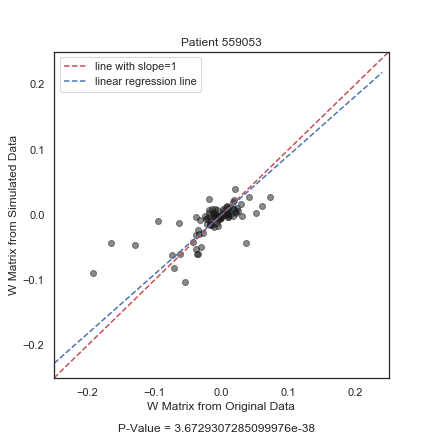 Patient 559053
line with slope=1
linear regression line
0.2
0.1
0.0
−0.1
−0.2
W Matrix from Simulated Data
−0.2
−0.1
0.0
0.1
0.2
W Matrix from Original Data
P-Value = 3.6729307285099976e-38